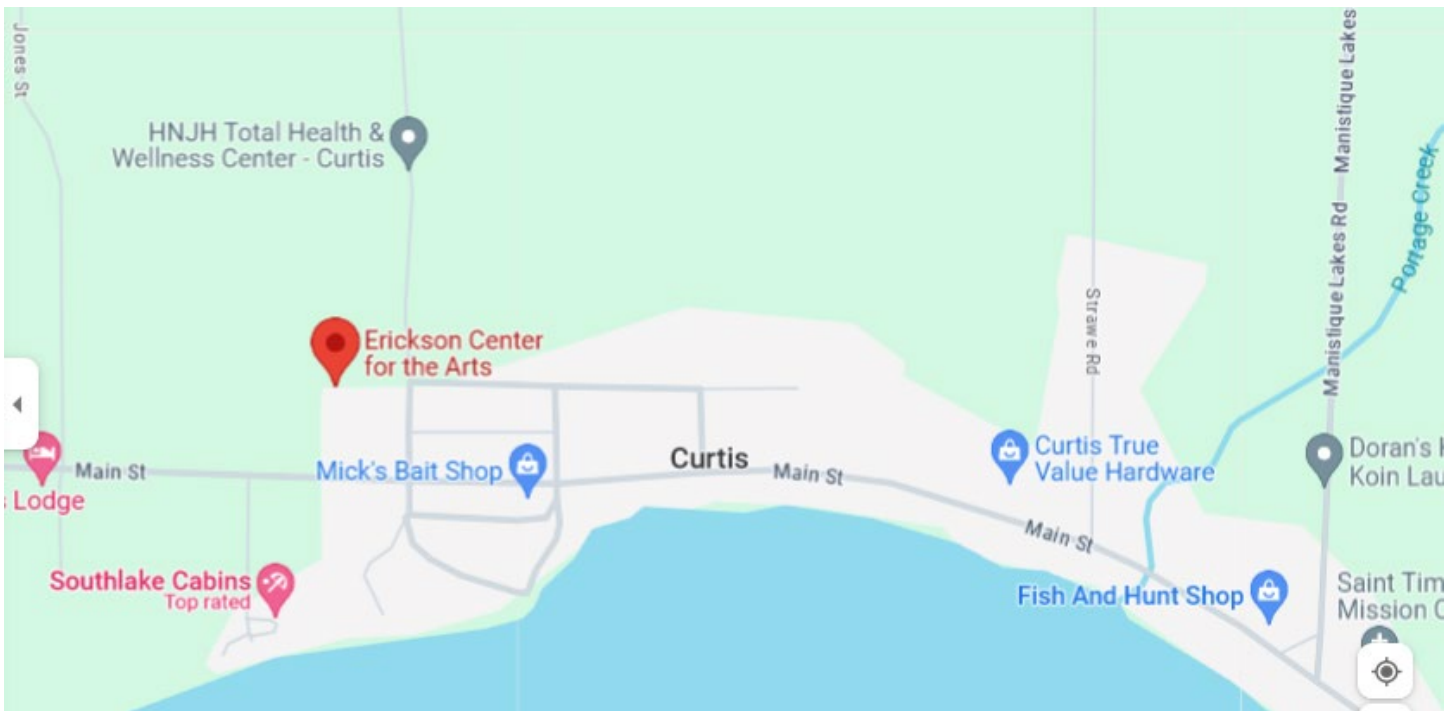 Jones St
HNJH Total Health &
Wellness Center - Curtis
Manistique Lakes Rd
Manistique Lakes
Portage Creek
Erickson Center
for the Arts
Strawe Rd
Main St
Lodge
Mick's Bait Shop
Curtis
Main St
Curtis True
Value Hardware
Doran's
Koin Lau
Main St
Southlake Cabins
Top rated
Fish And Hunt Shop
Saint Tim
Mission